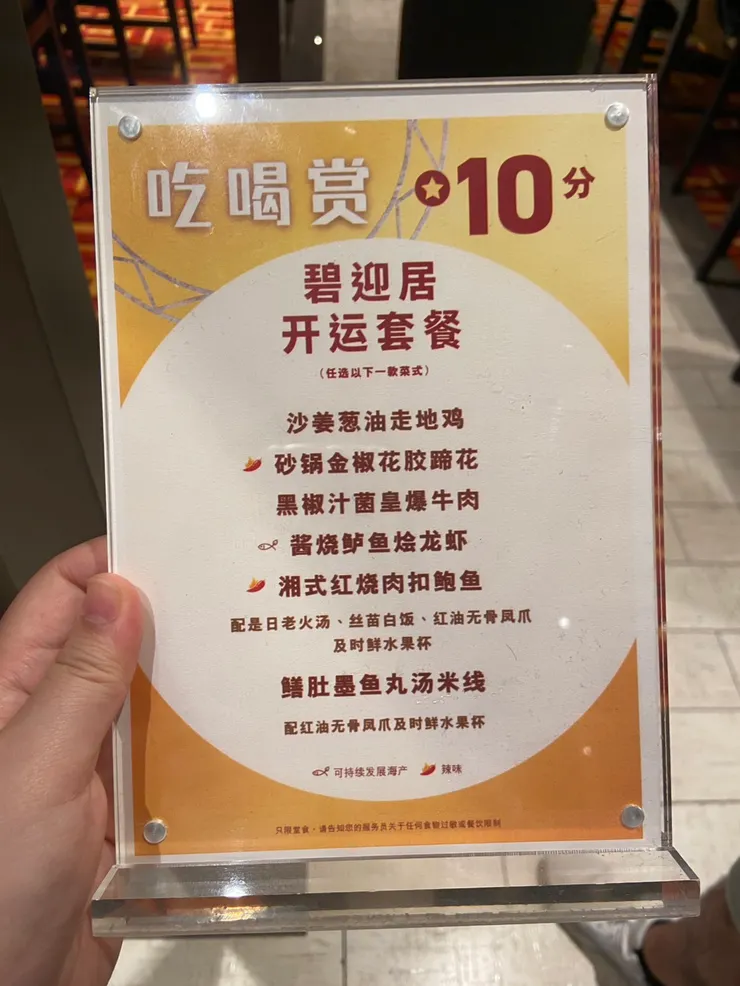 吃喝赏 10分
碧迎居
开运套餐
(任选以下一款菜式)
沙姜葱油走地鸡
砂锅金椒花胶蹄花
黑椒汁菌皇爆牛肉
酱烧鲈鱼烩龙虾
湘式红烧肉扣鲍鱼
配是日老火汤、丝苗白饭、红油无骨凤爪
及时鲜水果杯
鳝肚墨鱼丸汤米线
配红油无骨凤爪及时鲜水果杯
可持续发展海产 辣味
只限堂食。请告知您的服务员关于任何食物过敏或餐饮限制